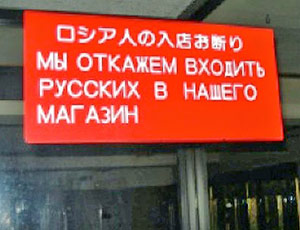 ロシア人の入店お断り
МЫ ОТКАЖЕМ ВХОДИТЬ
РУССКИХ В НАШЕГО
МАГАЗИН